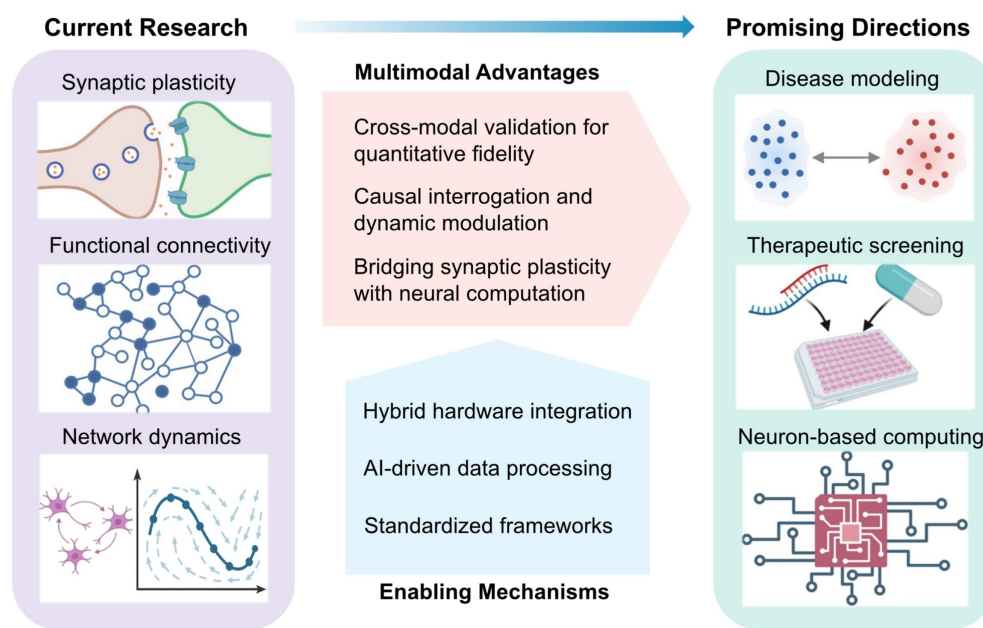 Current Research
Promising Directions
Synaptic plasticity
Functional connectivity
Network dynamics
Multimodal Advantages
Cross-modal validation for
quantitative fidelity
Causal interrogation and
dynamic modulation
Bridging synaptic plasticity
with neural computation
Hybrid hardware integration
AI-driven data processing
Standardized frameworks
Enabling Mechanisms
Disease modeling
Therapeutic screening
Neuron-based computing